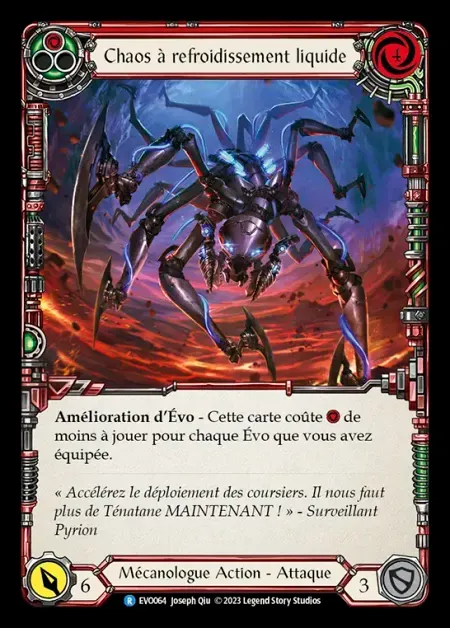 Chaos à refroidissement liquide
Amélioration d'Évo - Cette carte coûte de
moins à jouer pour chaque Évo que vous avez
équipée.
« Accélérez le déploiement des coursiers. Il nous faut
plus de Ténatane MAINTENANT ! » - Surveillant
Pyrion
6
Mécanologue Action - Attaque
3
R EVO064 Joseph Qiu © 2023 Legend Story Studios